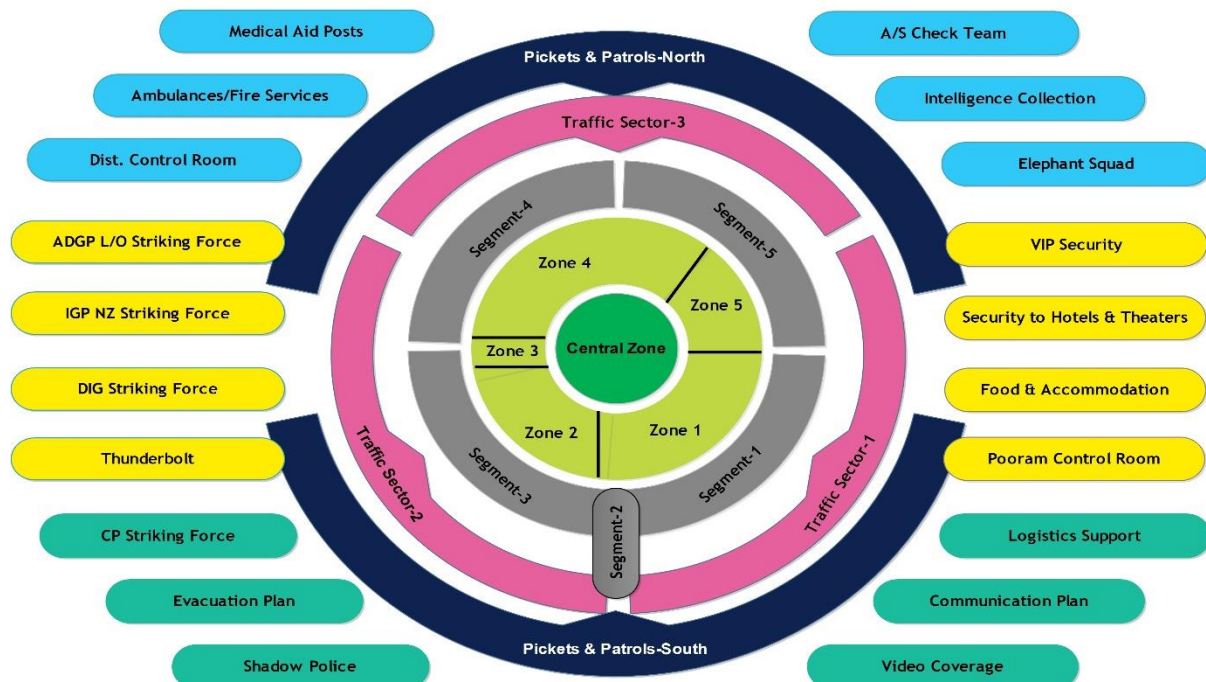 Medical Aid Posts
A/S Check Team
Pickets & Patrols-North
Ambulances/Fire Services
Intelligence Collection
Traffic Sector-3
Dist. Control Room
Elephant Squad
Segment-4
Segment-5
ADGP L/O Striking Force
VIP Security
Zone 4
Zone 5
IGP NZ Striking Force
Security to Hotels & Theaters
Central Zone
Zone 3
DIG Striking Force
Food & Accommodation
Zone 2
Zone 1
Thunderbolt
Pooram Control Room
Segment-3
Segment-1
Traffic Sector-2
Traffic Sector-1
Segment-2
CP Striking Force
Logistics Support
Evacuation Plan
Communication Plan
Pickets & Patrols-South
Shadow Police
Video Coverage